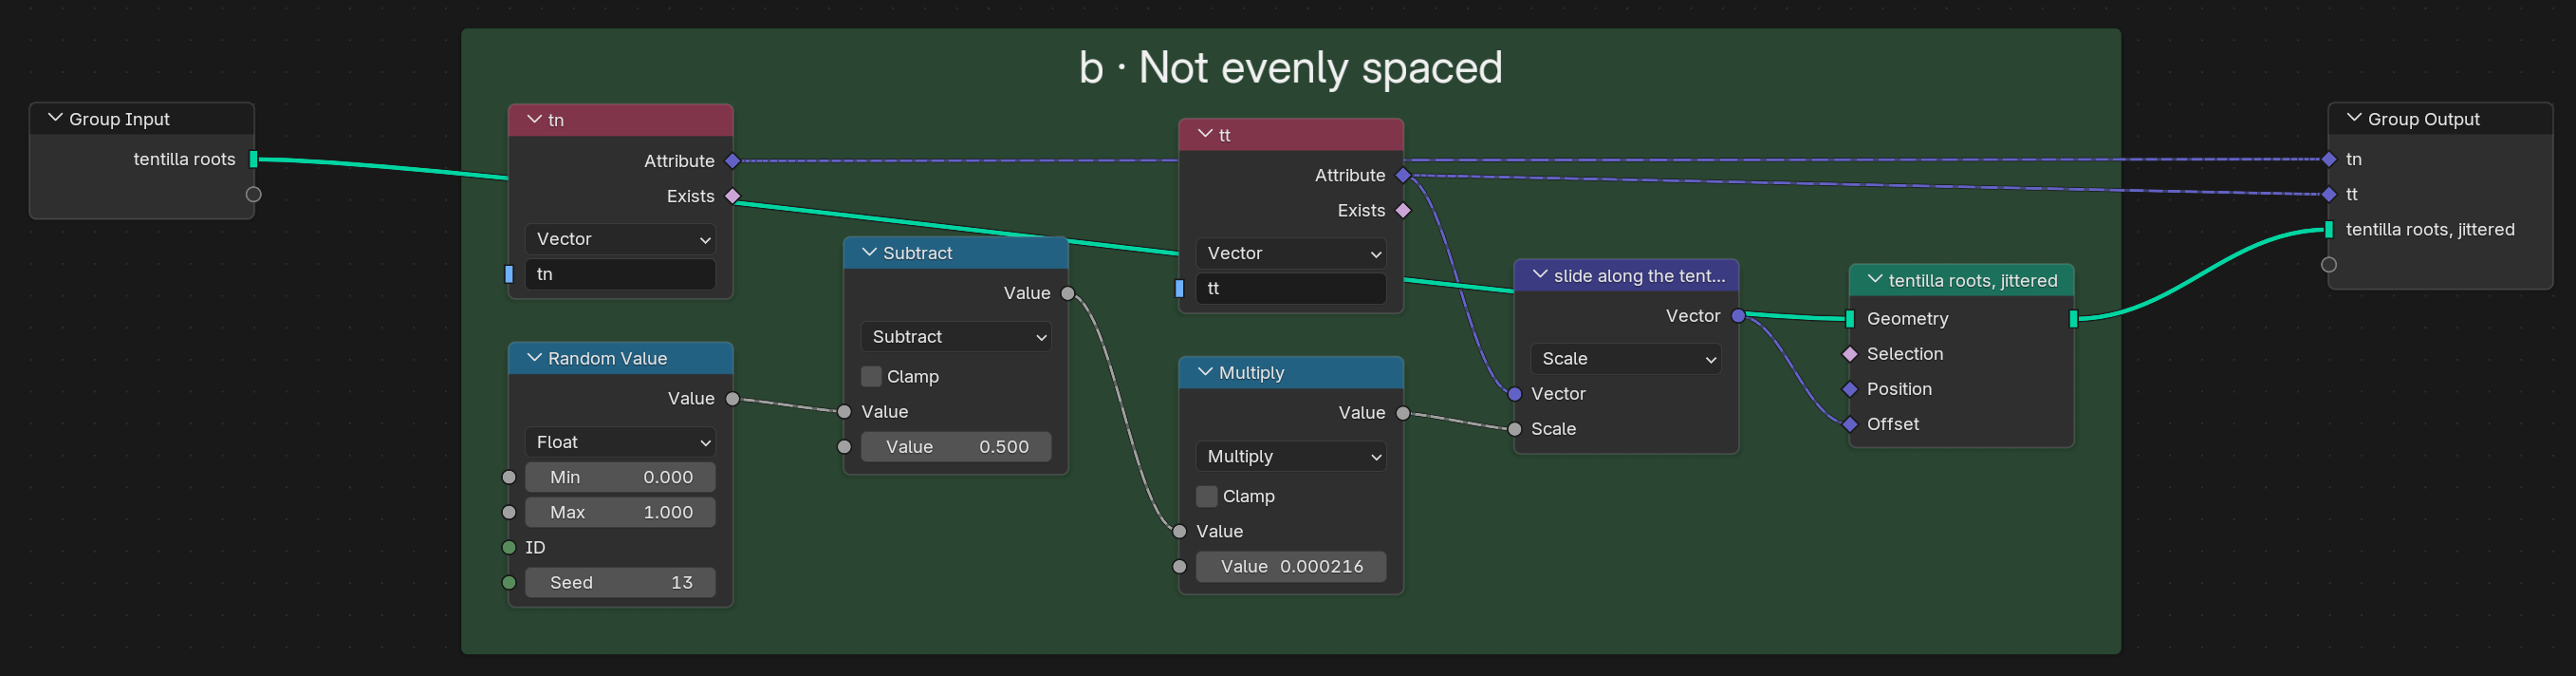 b · Not evenly spaced
Group Input
tentilla roots
tn
Attribute
Exists
Vector
tn
Random Value
Value
Float
Min 0.000
Max 1.000
ID
Seed 13
Subtract
Value
Subtract
Clamp
Value
Value 0.500
tt
Attribute
Exists
Vector
tt
Multiply
Value
Multiply
Clamp
Value
Value 0.000216
slide along the tent...
Vector
Scale
Vector
Scale
tentilla roots, jittered
Geometry
Selection
Position
Offset
Group Output
tn
tt
tentilla roots, jittered